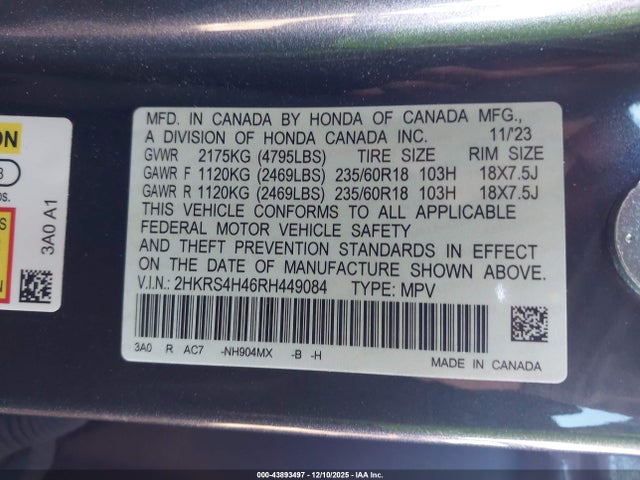 ON
3
os.
N
3A0 A1
MFD. IN CANADA BY HONDA OF CANADA MFG.,
A DIVISION OF HONDA CANADA INC. 11/'23
GVWR 2175KG (4795LBS) TIRE SIZE RIM SIZE
GAWR F 1120KG (2469LBS) 235/60R18 103H 18X7.5J
GAWR R 1120KG (2469LBS) 235/60R18 103H 18X7.5J
THIS VEHICLE CONFORMS TO ALL APPLICABLE
FEDERAL MOTOR VEHICLE SAFETY
AND THEFT PREVENTION STANDARDS IN EFFECT
ON THE DATE OF MANUFACTURE SHOWN ABOVE.
V.I.N.: 2HKRS4H46RH449084 TYPE: MPV
3A0 R AC7 -NH904MX -B -H
MADE IN CANADA
000-43893497 - 12/10/2025 - IAA Inc.